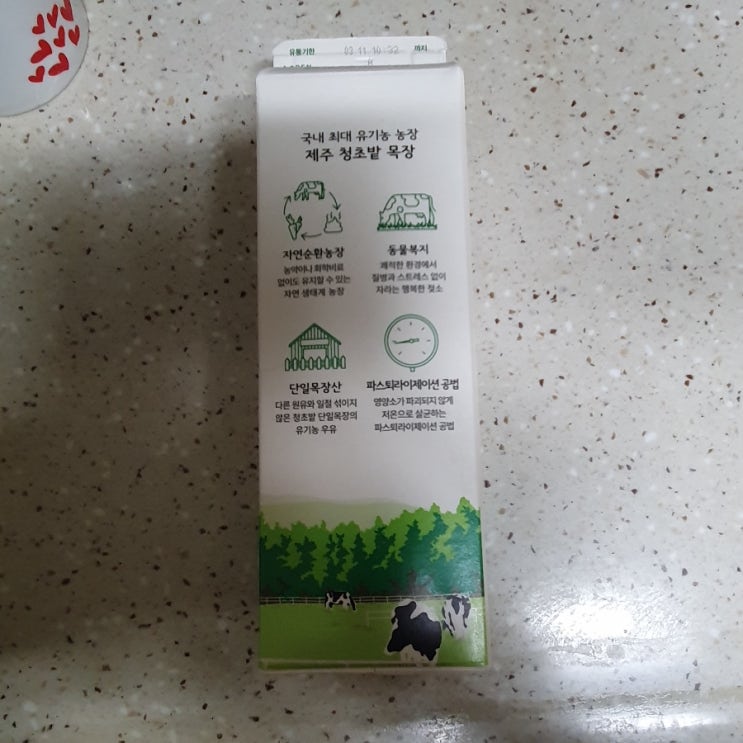 유통기한 03.11 10:32 까지
국내 최대 유기농 농장
제주 청초밭 목장
자연순환농장
농약이나 화학비료
없이도 유지할 수 있는
자연 생태계 농장
동물복지
쾌적한 환경에서
질병과 스트레스 없이
자라는 행복한 젖소
단일목장산
다른 원유와 일절 섞이지
않은 청초밭 단일목장의
유기농 우유
파스퇴라이제이션 공법
영양소가 파괴되지 않게
저온으로 살균하는
파스퇴라이제이션 공법